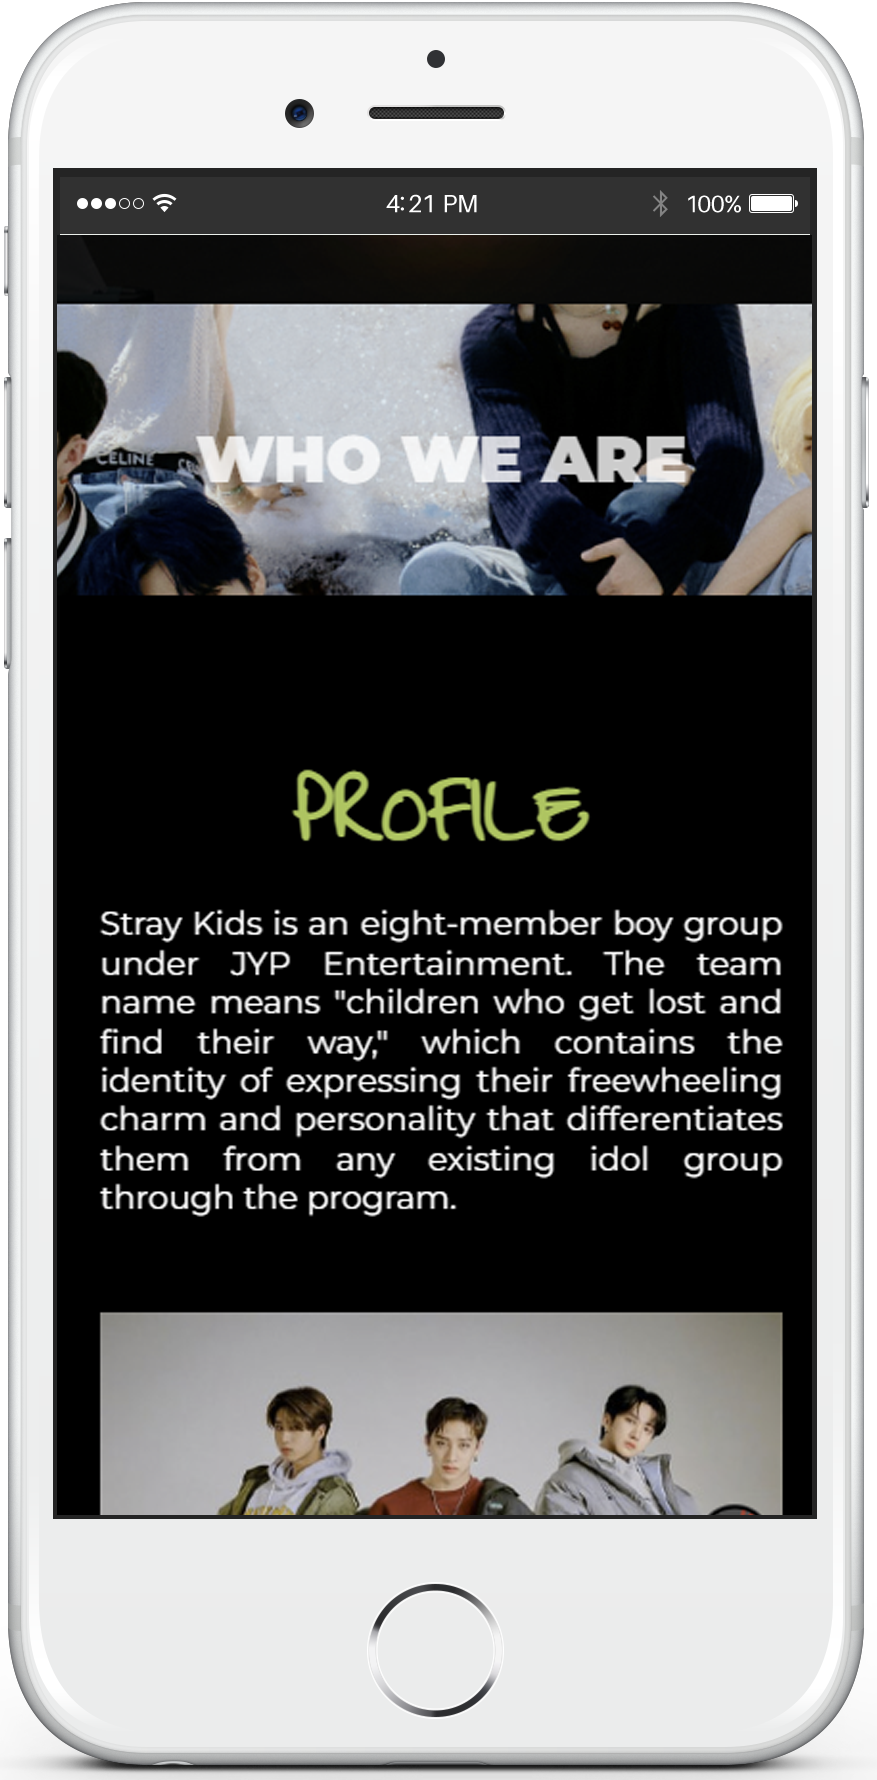 4:21 PM
100%
CELINE
WHO WE ARE
PROFILE
Stray Kids is an eight-member boy group
under JYP Entertainment. The team
name means "children who get lost and
find their way," which contains the
identity of expressing their freewheeling
charm and personality that differentiates
them from any existing idol group
through the program.